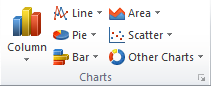 Line
Area
Pie
Scatter
Column
Bar
Other Charts
Charts